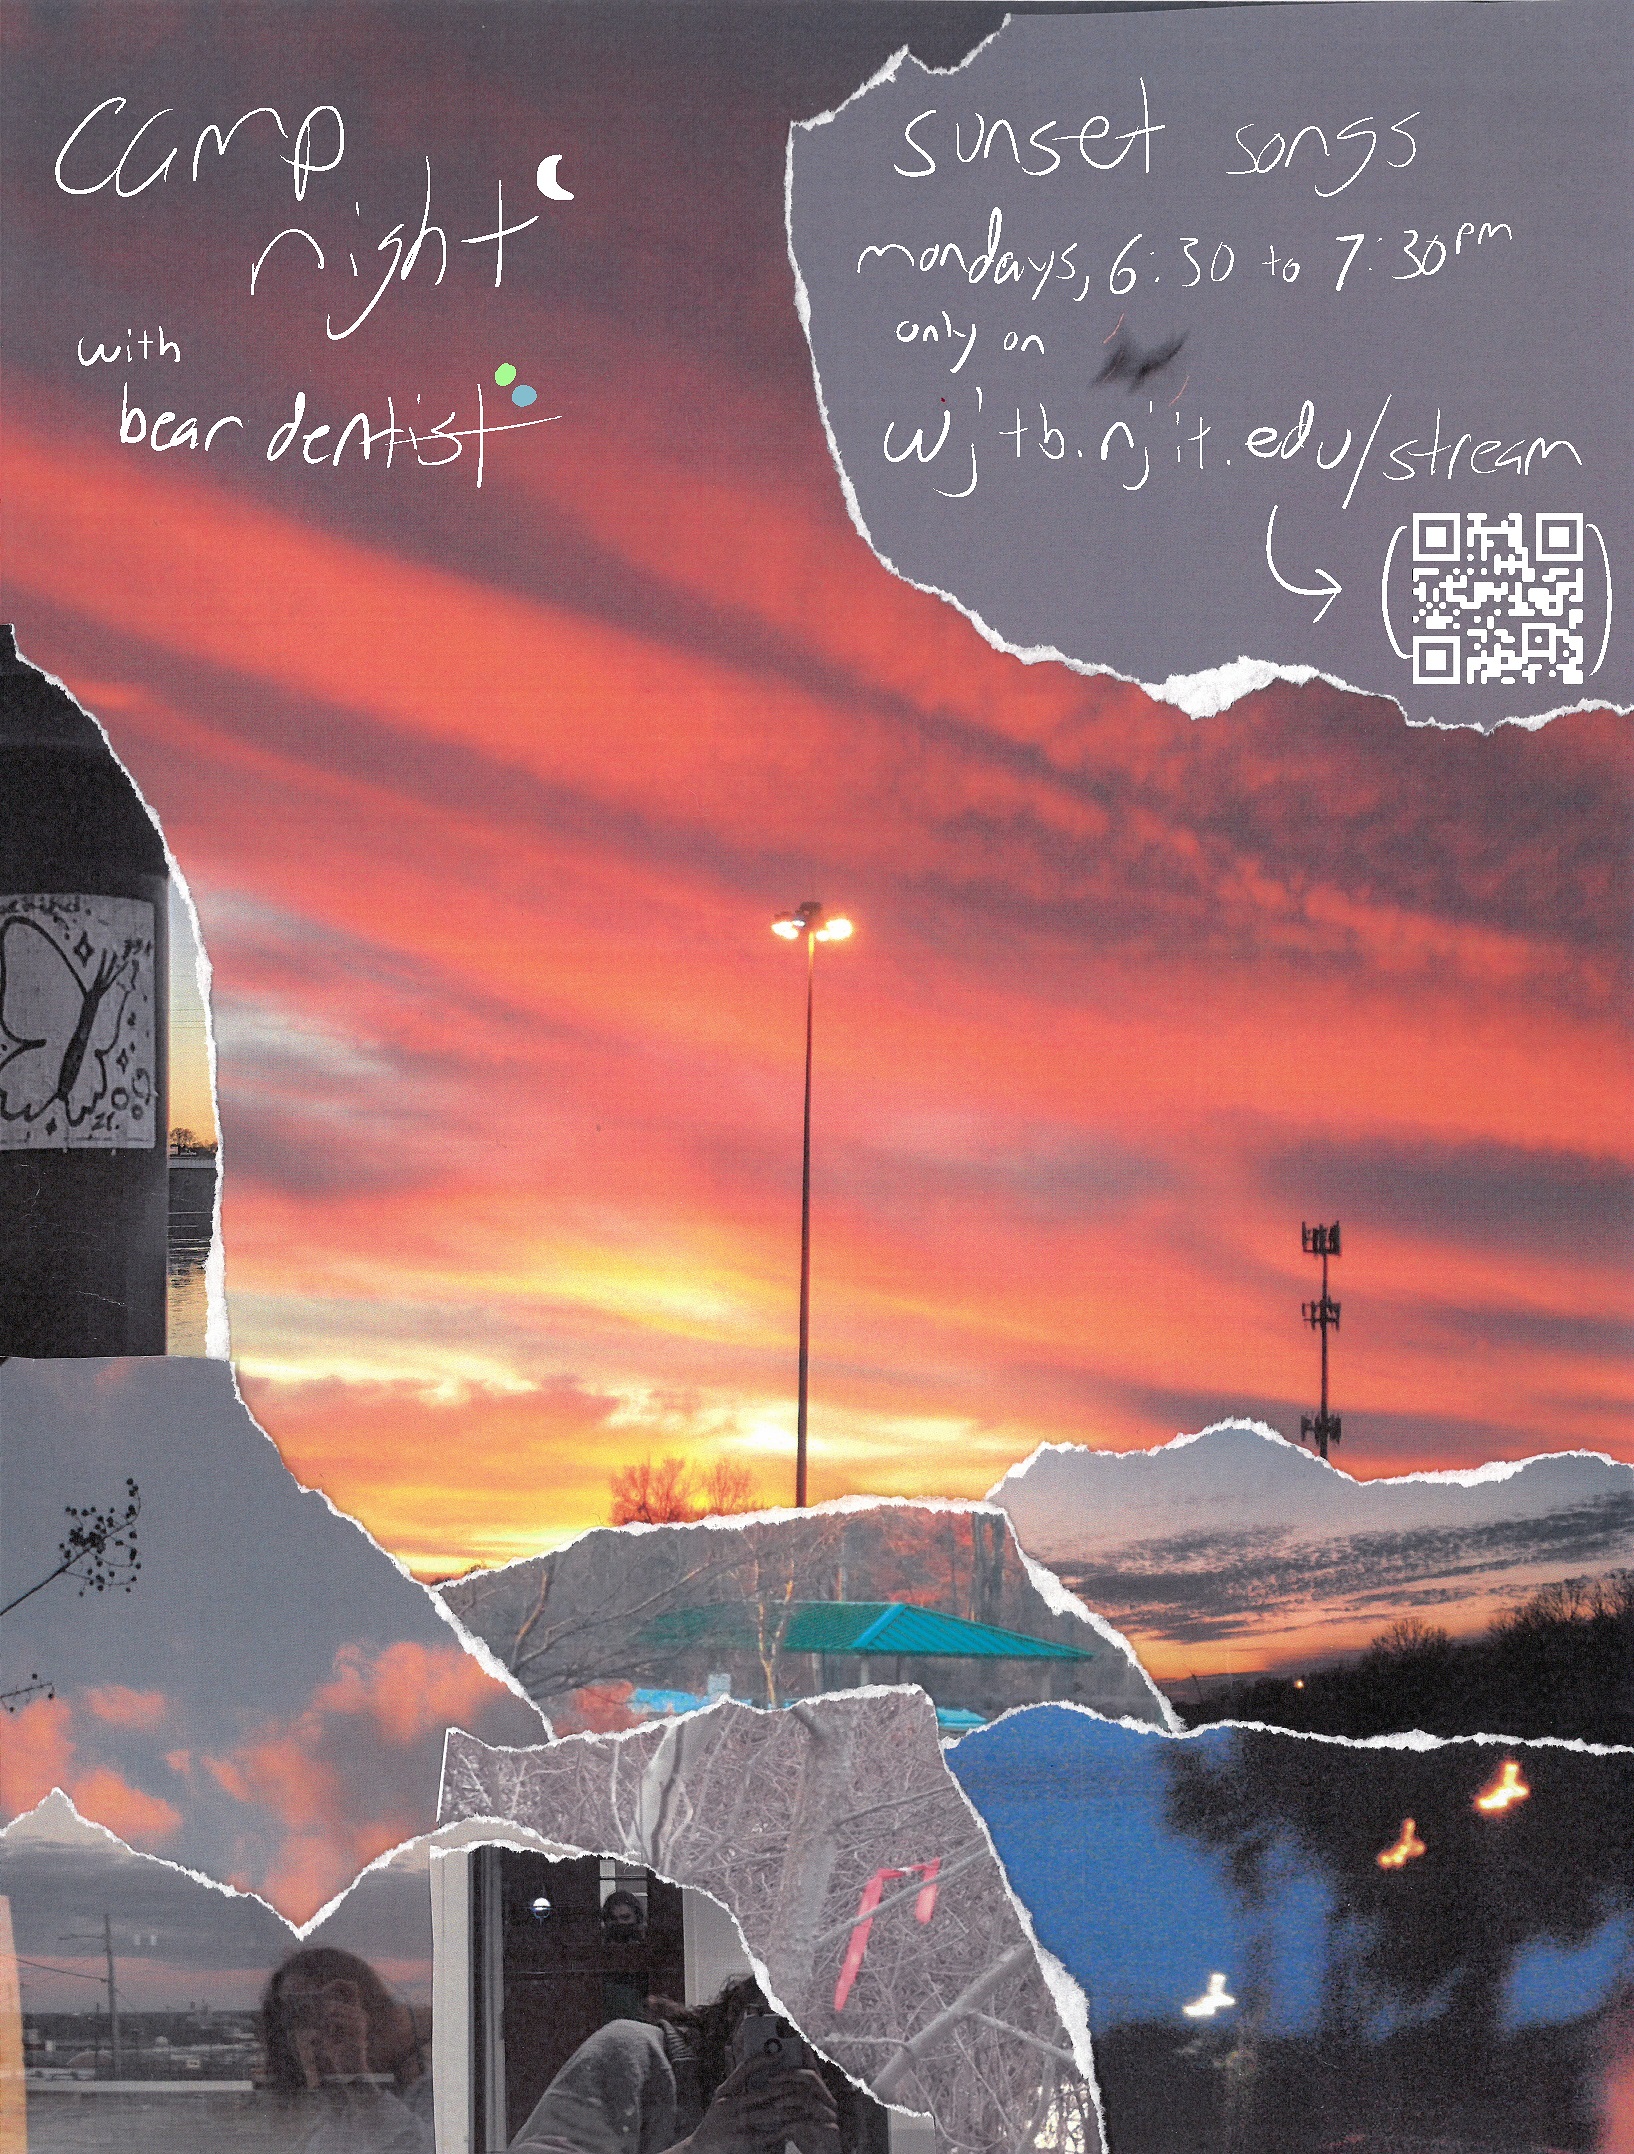 camp
night
with
bear dentist
sunset songs
mondays, 6:30 to 7:30pm
only on
wjtb.njit.edu/stream
21.